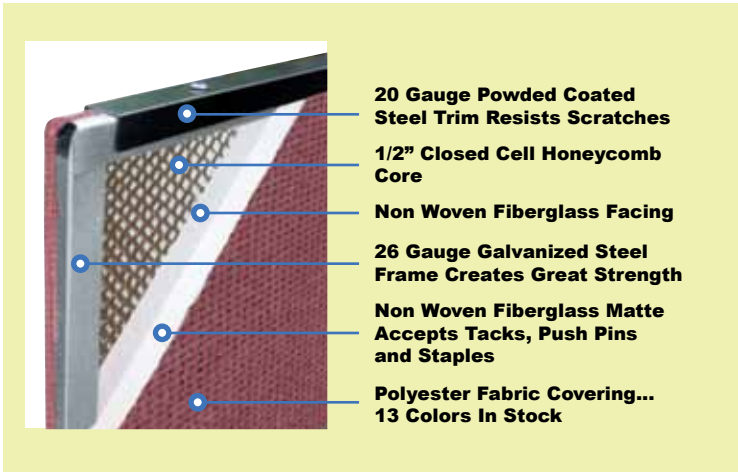 20 Gauge Powded Coated
Steel Trim Resists Scratches
1/2” Closed Cell Honeycomb
Core
Non Woven Fiberglass Facing
26 Gauge Galvanized Steel
Frame Creates Great Strength
Non Woven Fiberglass Matte
Accepts Tacks, Push Pins
and Staples
Polyester Fabric Covering...
13 Colors In Stock